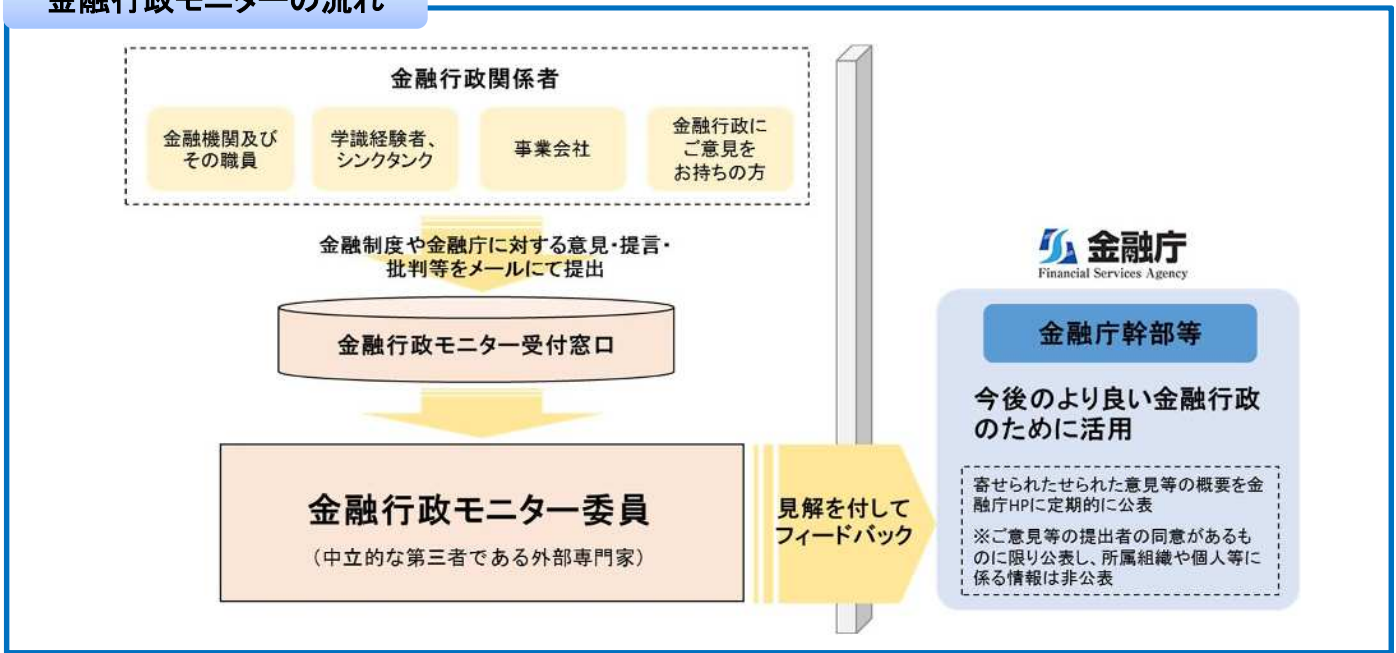 金融行政モニターの流れ
金融行政関係者
金融機関及び
その職員
学識経験者、
シンクタンク
事業会社
金融行政に
ご意見を
お持ちの方
金融制度や金融庁に対する意見・提言・
批判等をメールにて提出
金融行政モニター受付窓口
金融行政モニター委員
（中立的な第三者である外部専門家）
見解を付して
フィードバック
金融庁
Financial Services Agency
金融庁幹部等
今後のより良い金融行政
のために活用
寄せられたせられた意見等の概要を金
融庁HPに定期的に公表
※ご意見等の提出者の同意があるも
のに限り公表し、所属組織や個人等に
係る情報は非公表